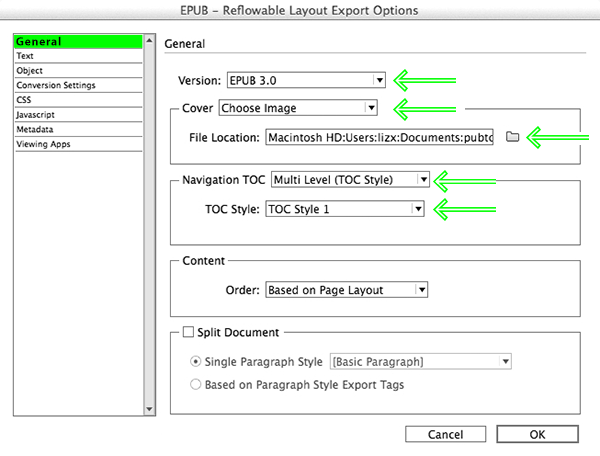 EPUB - Reflowable Layout Export Options
General
Text
Object
Conversion Settings
CSS
Javascript
Metadata
Viewing Apps
General
Version: EPUB 3.0
Cover Choose Image
File Location: Macintosh HD:Users:lizx:Documents:pubto
Navigation TOC Multi Level (TOC Style)
TOC Style: TOC Style 1
Content
Order: Based on Page Layout
Split Document
Single Paragraph Style [Basic Paragraph]
Based on Paragraph Style Export Tags
Cancel OK